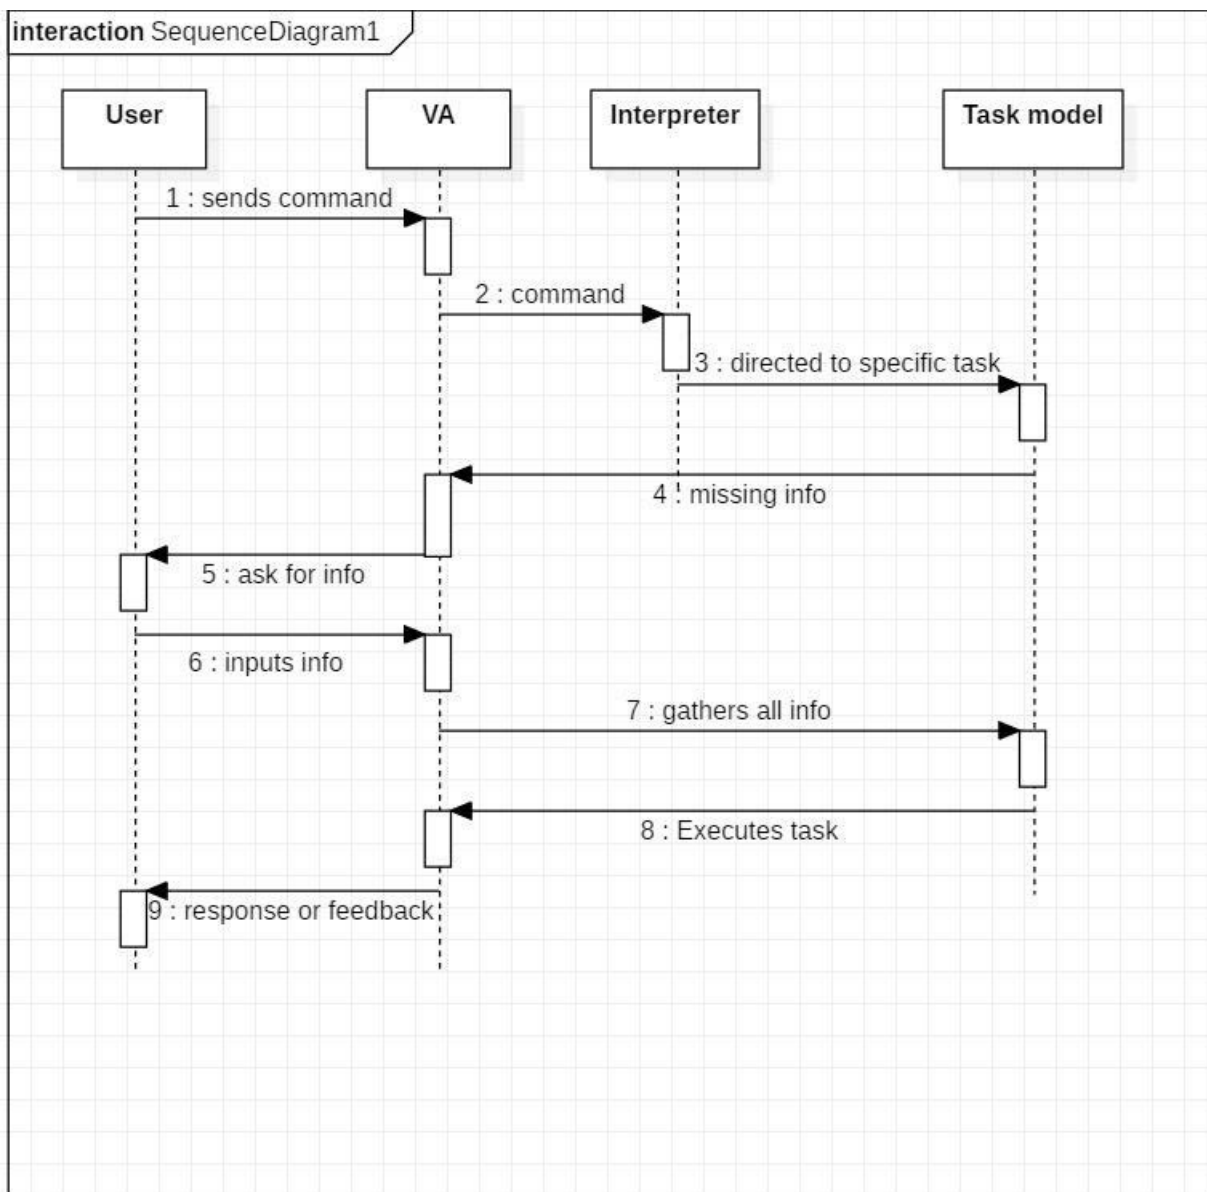 interaction SequenceDiagram1
User
VA
Interpreter
Task model
1 : sends command
2 : command
3 : directed to specific task
4 : missing info
5 : ask for info
6 : inputs info
7 : gathers all info
8 : Executes task
9 : response or feedback